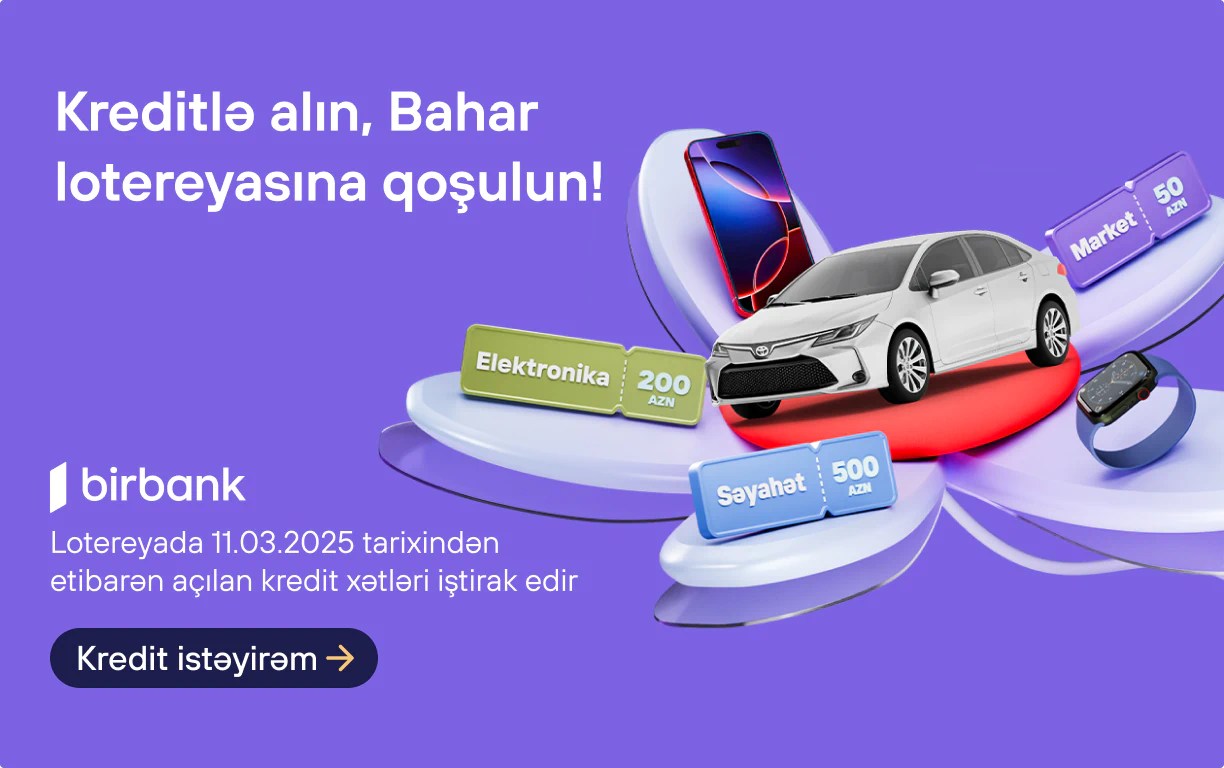 Kreditlə alın, Bahar
lotereyasına qoşulun!
Market
50
AZN
Elektronika
200
AZN
Səyahət
500
AZN
birbank
Lotereyada 11.03.2025 tarixindən
etibarən açılan kredit xətləri iştirak edir
Kredit istəyirəm →